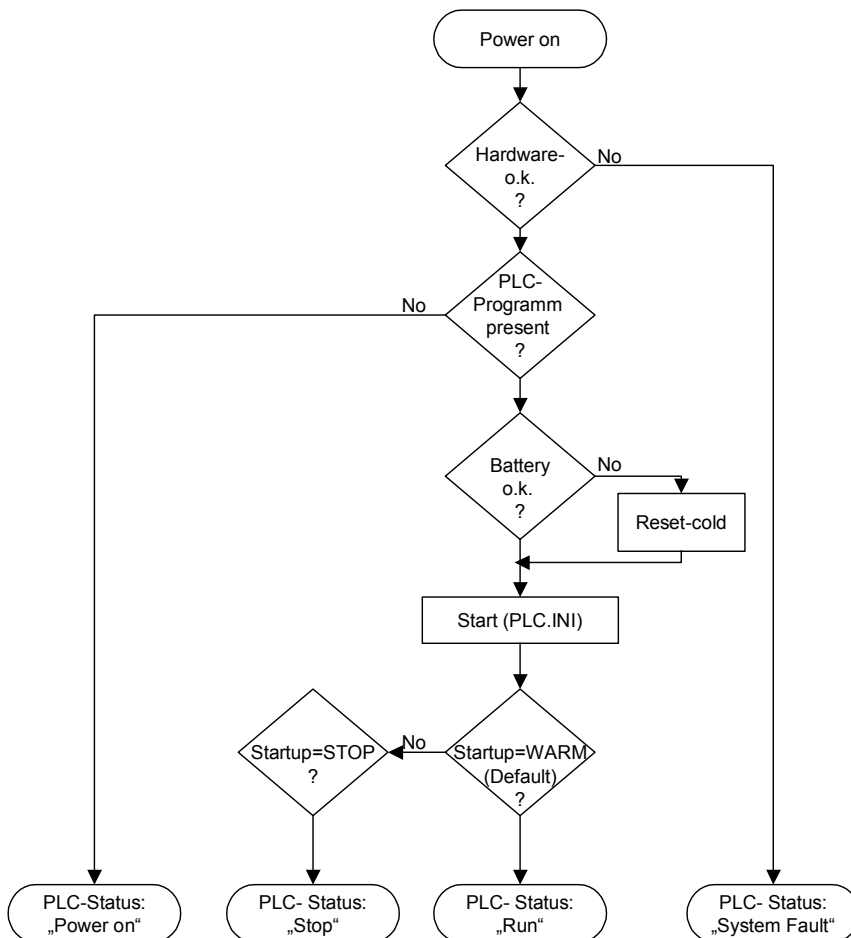 Power on
Hardware-
o.k.
?
No
PLC-
Programm
present
?
No
Battery
o.k.
?
No
Reset-cold
Start (PLC.INI)
Startup=STOP
?
No
Startup=WARM
(Default)
?
PLC-Status:
„Power on“
PLC- Status:
„Stop“
PLC- Status:
„Run“
PLC- Status:
„System Fault“